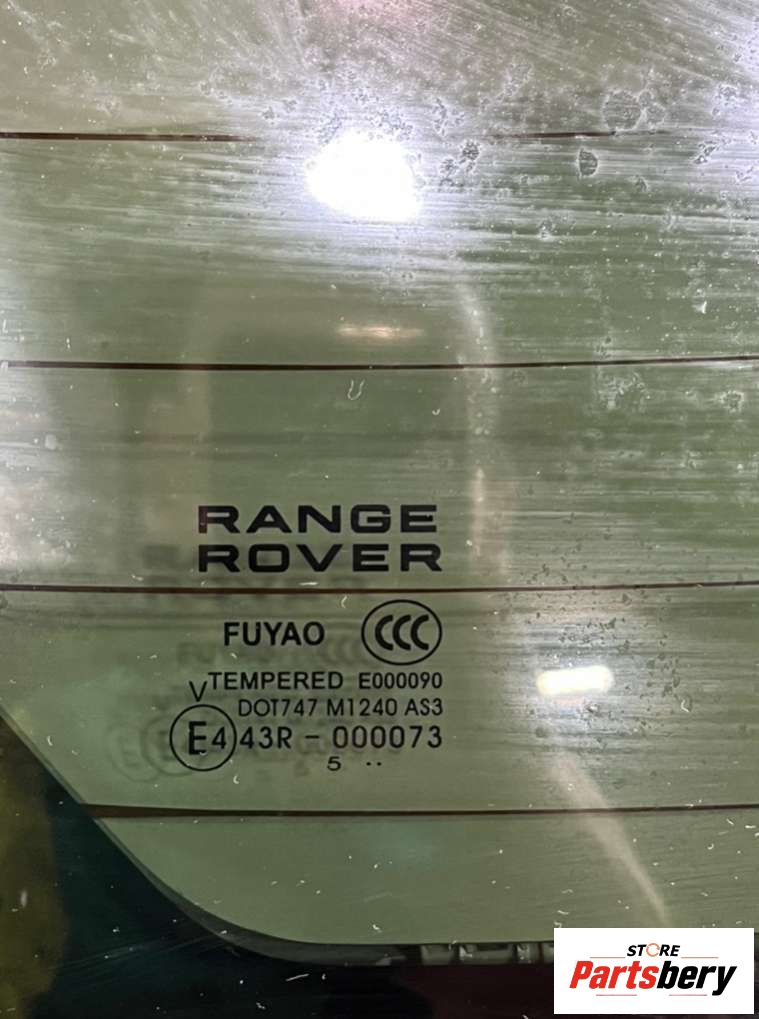 RANGE
ROVER
FUYAO CCC
V TEMPERED E000090
DOT747 M1240 AS3
E4 43R - 000073
5 ..
STORE
Partsbery